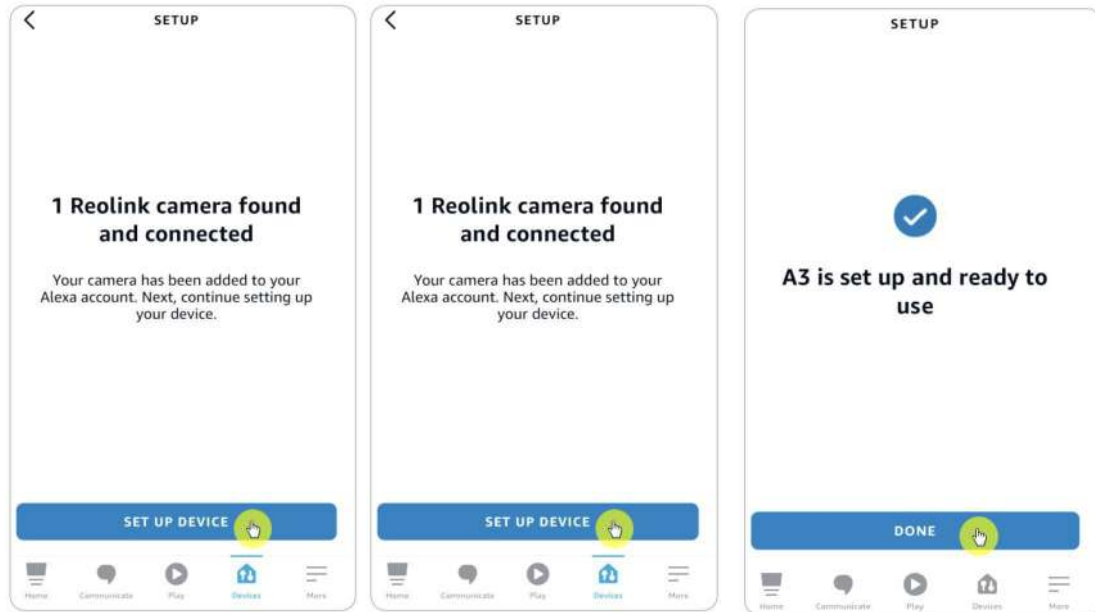 SETUP
1 Reolink camera found
and connected
Your camera has been added to your
Alexa account. Next, continue setting up
your device.
SET UP DEVICE
Home Communicate Play Devices More
SETUP
1 Reolink camera found
and connected
Your camera has been added to your
Alexa account. Next, continue setting up
your device.
SET UP DEVICE
Home Communicate Play Devices More
SETUP
A3 is set up and ready to
use
DONE
Home Communicate Play Devices More